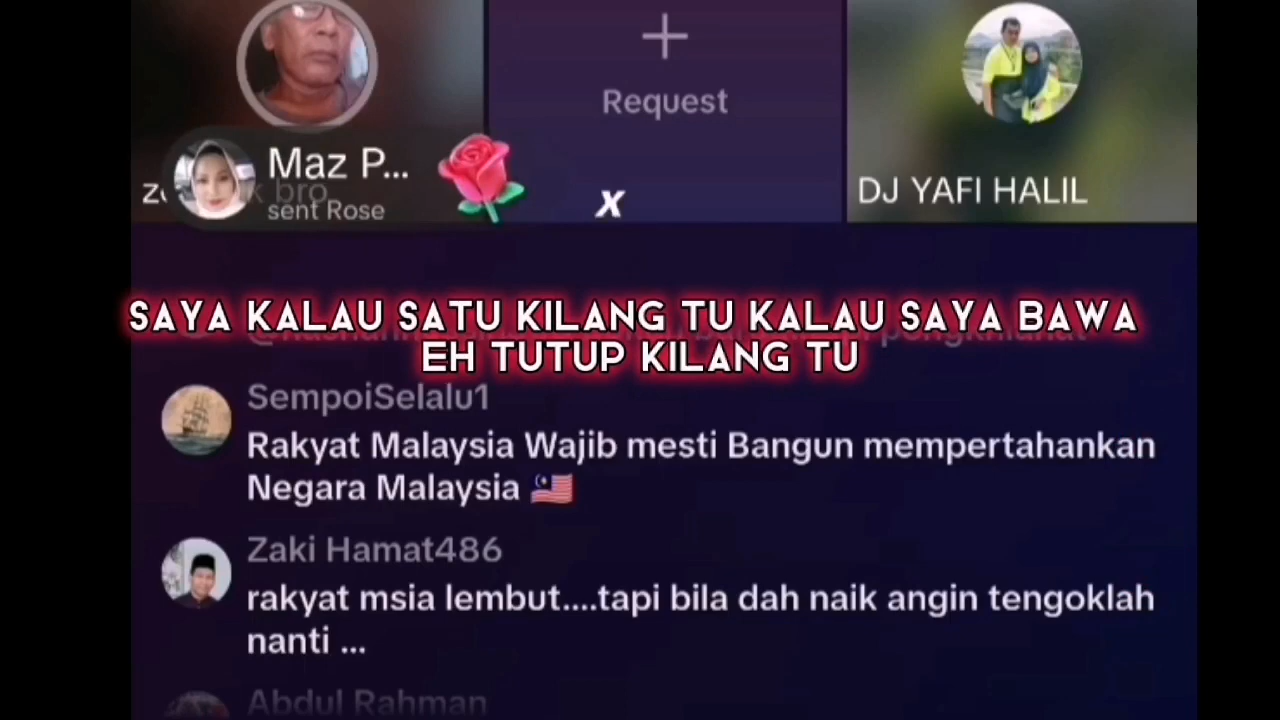 Request
Maz P...
sent Rose
x
DJ YAFI HALIL
SAYA KALAU SATU KILANG TU KALAU SAYA BAWA
EH TUTUP KILANG TU
SempoiSelalu1
Rakyat Malaysia Wajib mesti Bangun mempertahankan
Negara Malaysia 🇲🇾
Zaki Hamat486
rakyat msia lembut....tapi bila dah naik angin tengoklah
nanti ...
Abdul Rahman